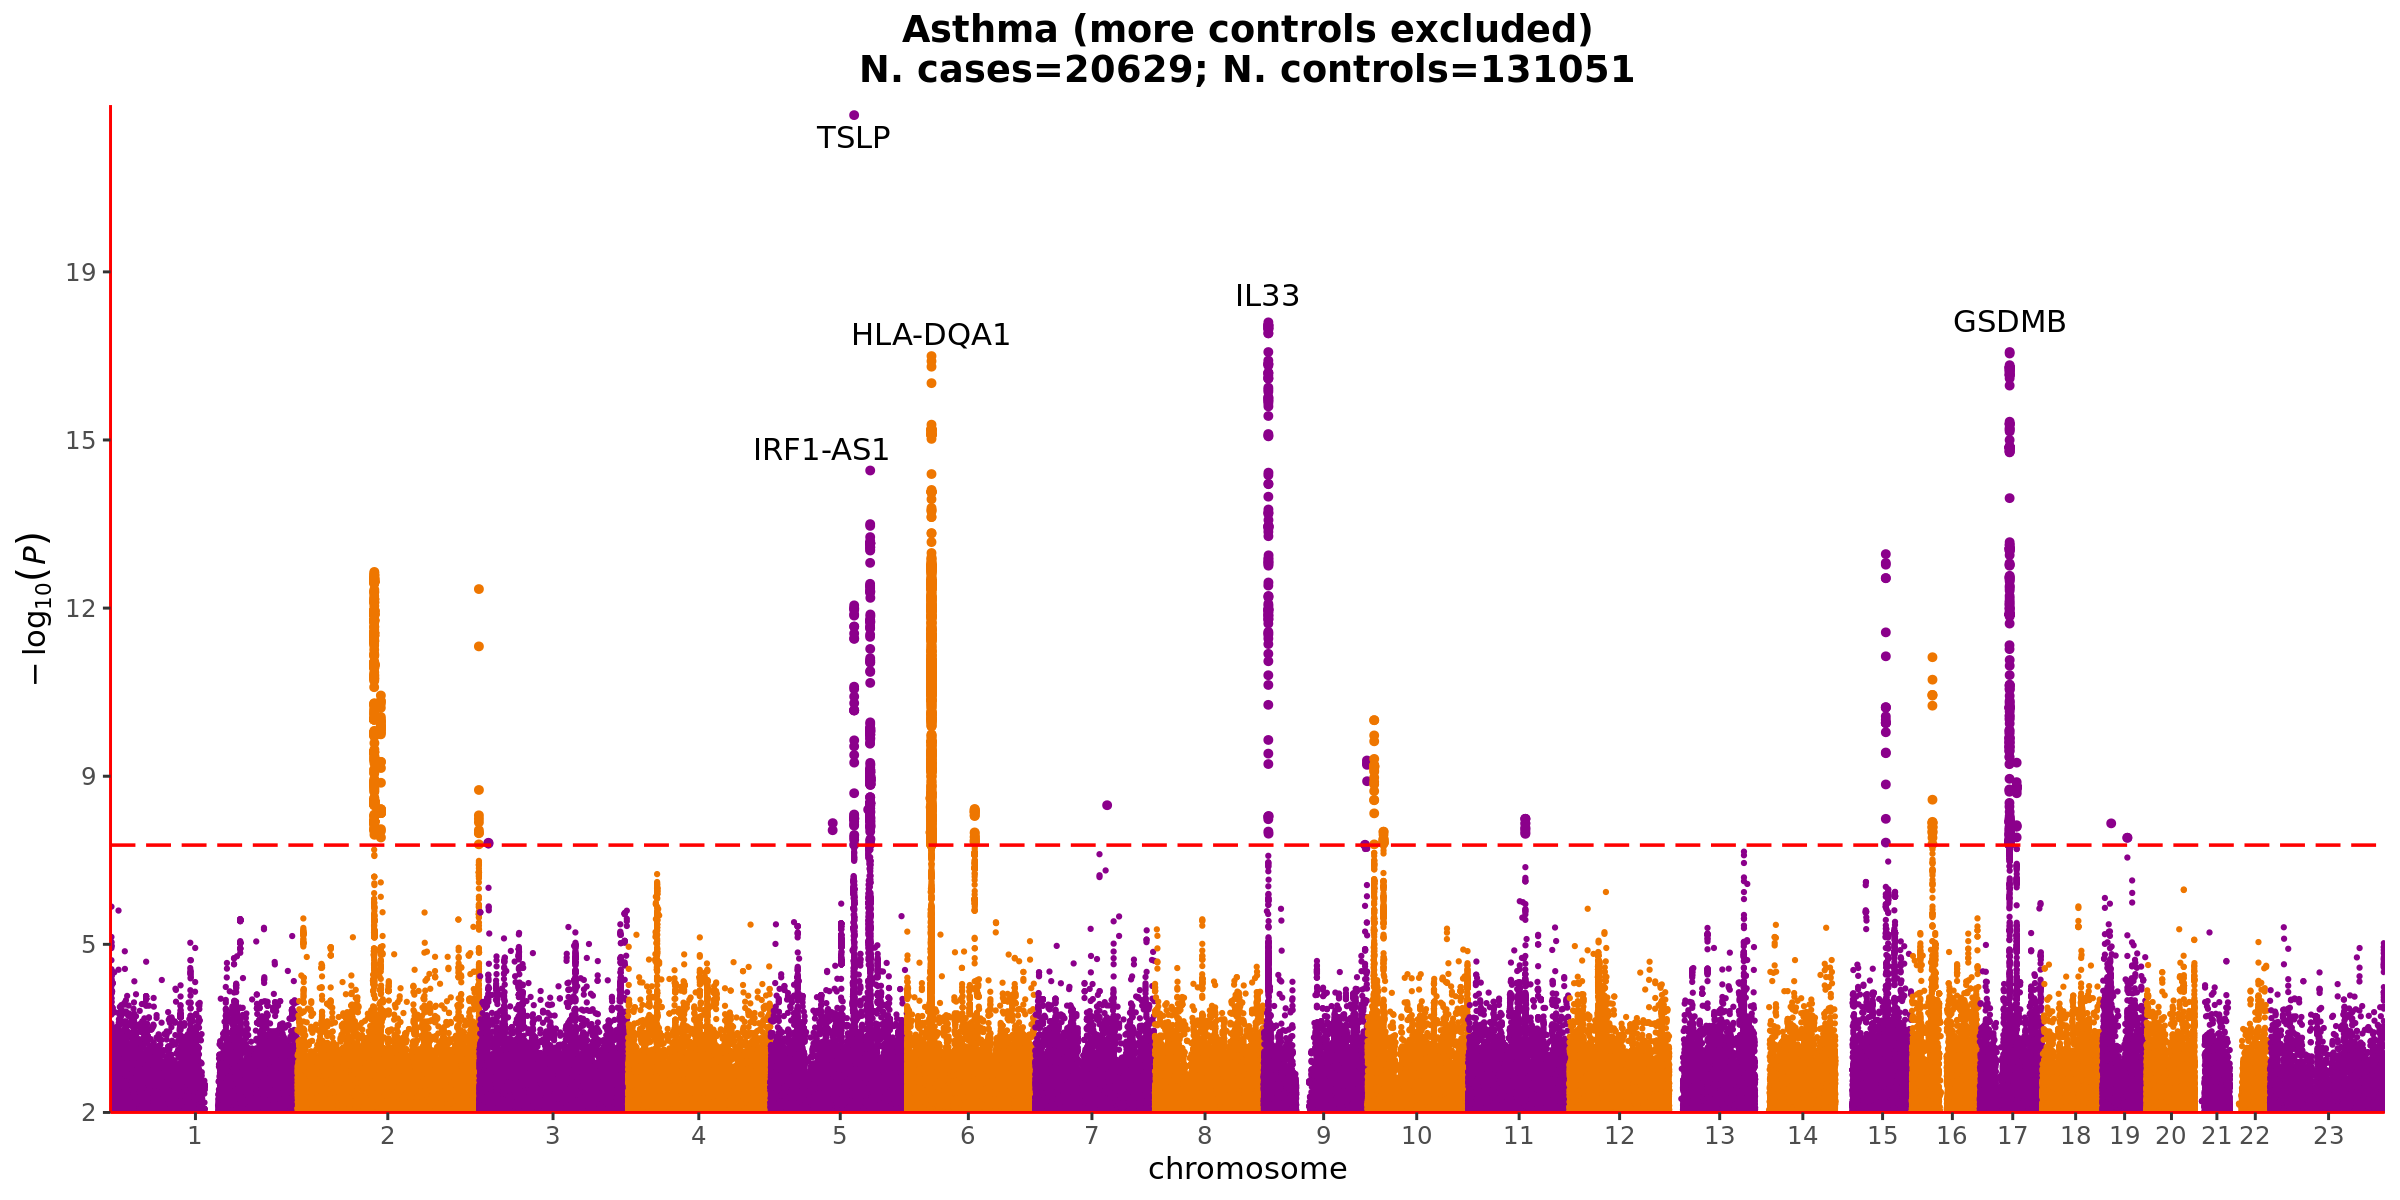 Asthma (more controls excluded)
N. cases=20629; N. controls=131051
TSLP
19
IL33
GSDMB
HLA-DQA1
15
IRF1-AS1
− log10(P)
12
9
5
2
1 2 3 4 5 6 7 8 9 10 11 12 13 14 15 16 17 18 19 20 21 22 23
chromosome